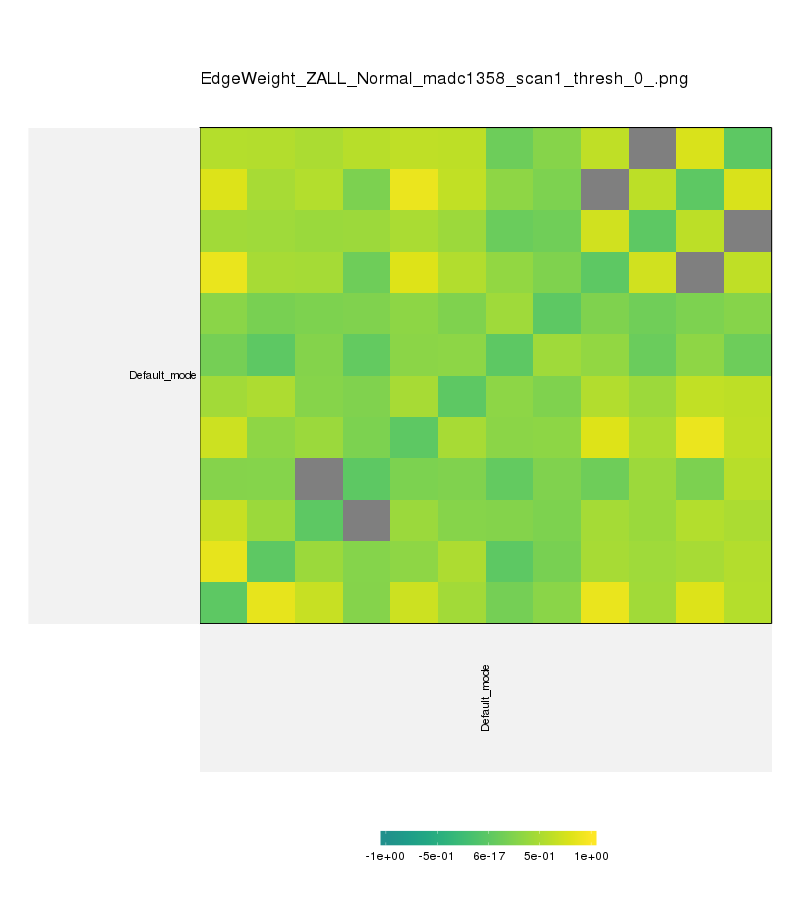 EdgeWeight_ZALL_Normal_madc1358_scan1_thresh_0_.png
Default_mode
Default_mode
-1e+00 -5e-01 6e-17 5e-01 1e+00